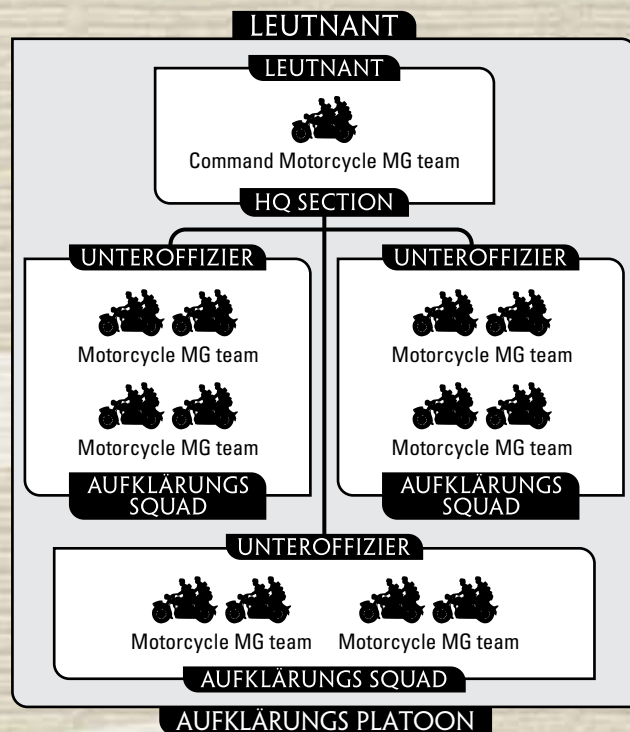 LEUTNANT
LEUTNANT
Command Motorcycle MG team
HQ SECTION
UNTEROFFIZIER
Motorcycle MG team
Motorcycle MG team
AUFKLÄRUNGS
SQUAD
UNTEROFFIZIER
Motorcycle MG team
Motorcycle MG team
AUFKLÄRUNGS
SQUAD
UNTEROFFIZIER
Motorcycle MG team Motorcycle MG team
AUFKLÄRUNGS SQUAD
AUFKLÄRUNGS PLATOON